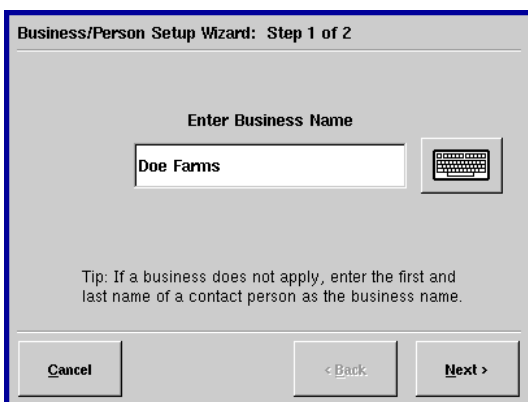 Business/Person Setup Wizard: Step 1 of 2
Enter Business Name
Doe Farms
Tip: If a business does not apply, enter the first and
last name of a contact person as the business name.
Cancel
< Back
Next >